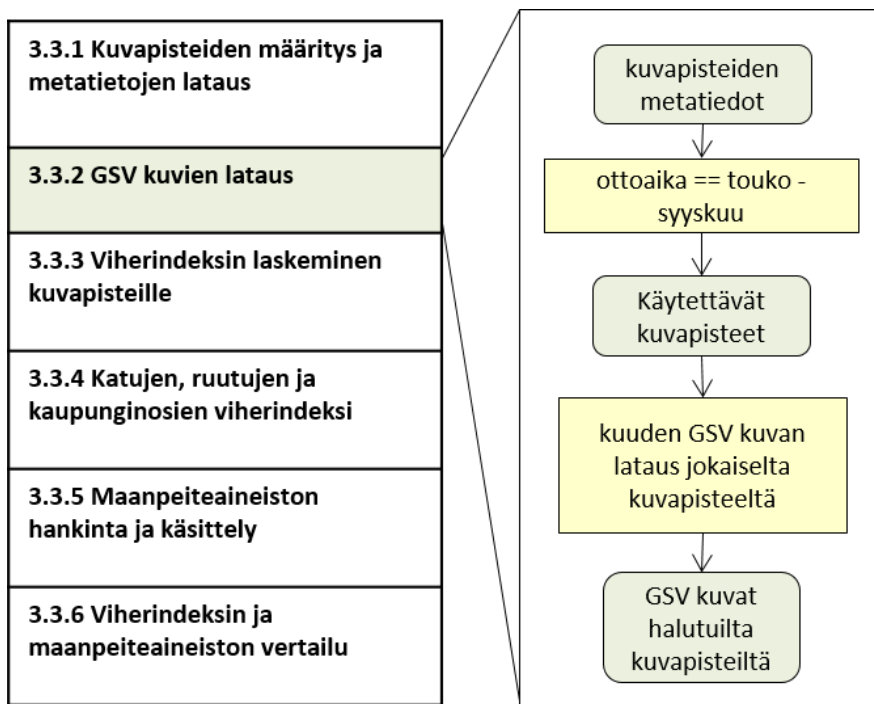 3.3.1 Kuvapisteiden määritys ja
metatietojen lataus
3.3.2 GSV kuvien lataus
3.3.3 Viherindeksin laskeminen
kuvapisteille
3.3.4 Katujen, ruutujen ja
kaupunginosien viherindeksi
3.3.5 Maanpeiteaineiston
hankinta ja käsittely
3.3.6 Viherindeksin ja
maanpeiteaineiston vertailu
kuvapisteiden
metatiedot
ottoaika == touko -
syyskuu
Käytettävät
kuvapisteet
kuuden GSV kuvan
lataus jokaiselta
kuvapisteeltä
GSV kuvat
halutuilta
kuvapisteiltä